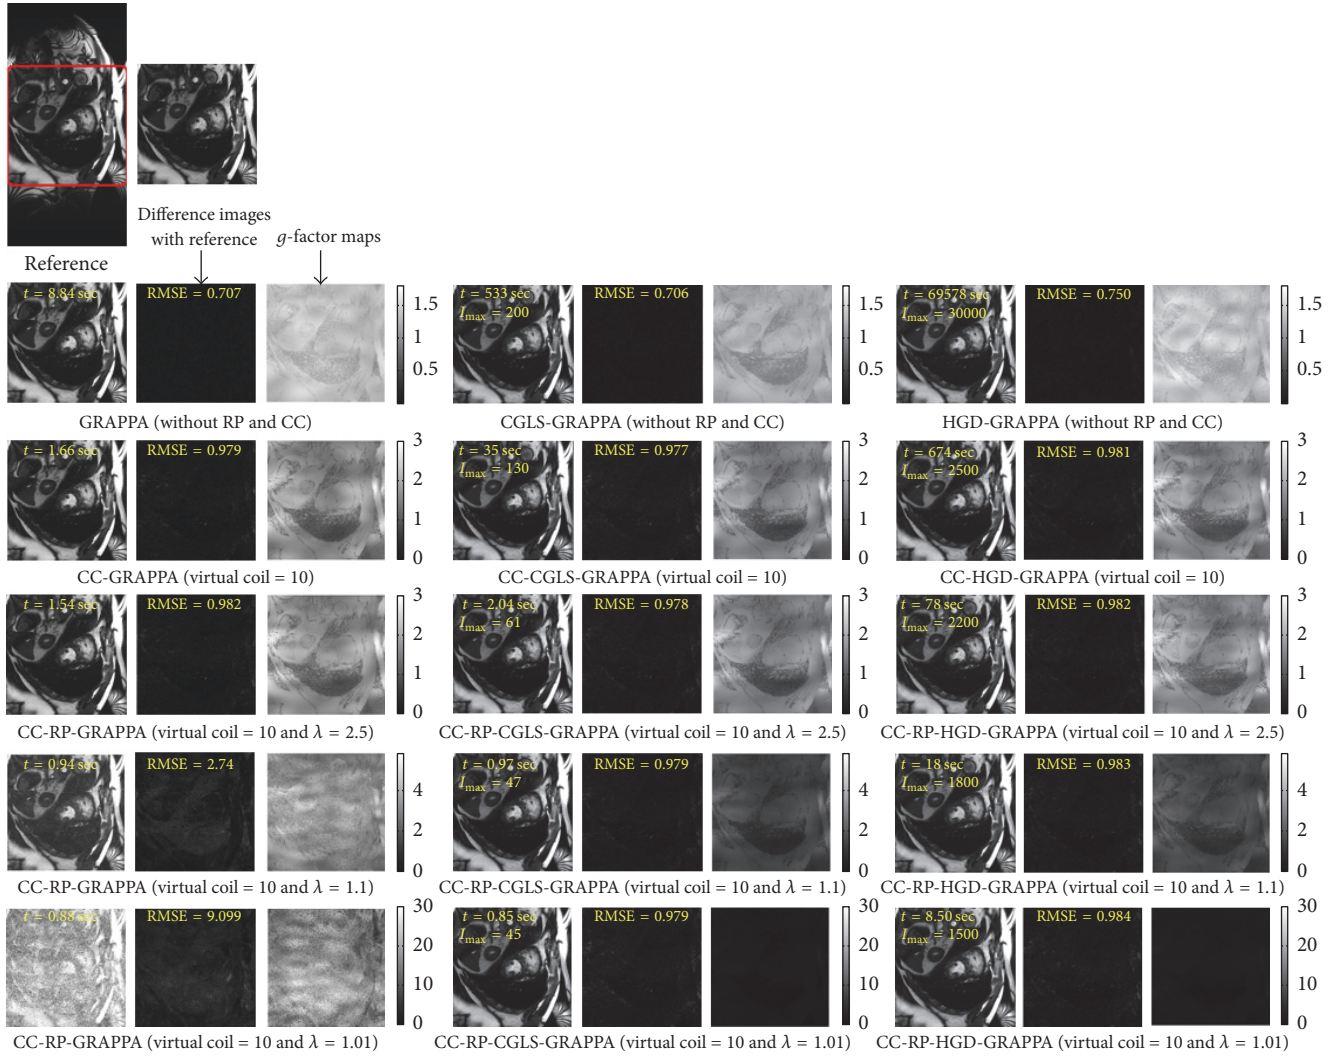 Difference images
with reference
g-factor maps
Reference
t = 8.84 sec
RMSE = 0.707
1.5
1
0.5
t = 533 sec
I_max = 200
RMSE = 0.706
1.5
1
0.5
t = 69578 sec
I_max = 30000
RMSE = 0.750
1.5
1
0.5
GRAPPA (without RP and CC)
CGLS-GRAPPA (without RP and CC)
HGD-GRAPPA (without RP and CC)
t = 1.66 sec
RMSE = 0.979
3
2
1
0
t = 35 sec
I_max = 130
RMSE = 0.977
3
2
1
0
t = 674 sec
I_max = 2500
RMSE = 0.981
3
2
1
0
CC-GRAPPA (virtual coil = 10)
CC-CGLS-GRAPPA (virtual coil = 10)
CC-HGD-GRAPPA (virtual coil = 10)
t = 1.54 sec
RMSE = 0.982
3
2
1
0
t = 2.04 sec
I_max = 61
RMSE = 0.978
3
2
1
0
t = 78 sec
I_max = 2200
RMSE = 0.982
3
2
1
0
CC-RP-GRAPPA (virtual coil = 10 and λ = 2.5)
CC-RP-CGLS-GRAPPA (virtual coil = 10 and λ = 2.5)
CC-RP-HGD-GRAPPA (virtual coil = 10 and λ = 2.5)
t = 0.94 sec
RMSE = 2.74
4
2
0
t = 0.97 sec
I_max = 47
RMSE = 0.979
4
2
0
t = 18 sec
I_max = 1800
RMSE = 0.983
4
2
0
CC-RP-GRAPPA (virtual coil = 10 and λ = 1.1)
CC-RP-CGLS-GRAPPA (virtual coil = 10 and λ = 1.1)
CC-RP-HGD-GRAPPA (virtual coil = 10 and λ = 1.1)
t = 0.88 sec
RMSE = 9.099
30
20
10
0
t = 0.85 sec
I_max = 45
RMSE = 0.979
30
20
10
0
t = 8.50 sec
I_max = 1500
RMSE = 0.984
30
20
10
0
CC-RP-GRAPPA (virtual coil = 10 and λ = 1.01)
CC-RP-CGLS-GRAPPA (virtual coil = 10 and λ = 1.01)
CC-RP-HGD-GRAPPA (virtual coil = 10 and λ = 1.01)